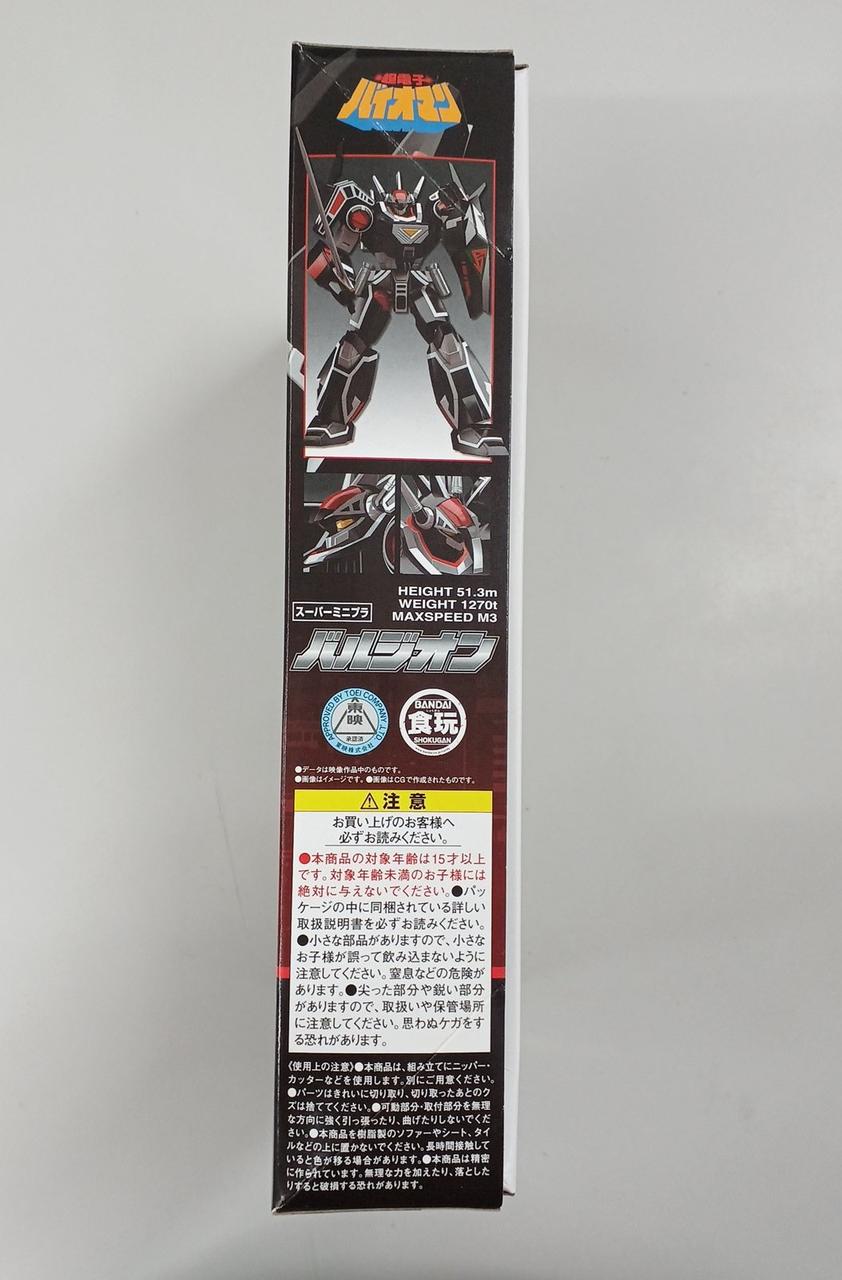 超電子
バイオマン
HEIGHT 51.3m
WEIGHT 1270t
MAXSPEED M3
スーパーミニプラ
バルジオン
APPROVED BY TOEI COMPANY, LTD.
東映
承認済
東映株式会社
BANDAI
食玩
SHOKUGAN
●データは映像作品中のものです。
●画像はイメージです。●画像はCGで作成されたものです。
⚠注意
お買い上げのお客様へ
必ずお読みください。
●本商品の対象年齢は15才以上
です。対象年齢未満のお子様には
絶対に与えないでください。●パッ
ケージの中に同梱されている詳しい
取扱説明書を必ずお読みください。
●小さな部品がありますので、小さな
お子様が誤って飲み込まないように
注意してください。窒息などの危険が
あります。●尖った部分や鋭い部分
がありますので、取扱いや保管場所
に注意してください。思わぬケガをす
る恐れがあります。
《使用上の注意》●本商品は、組み立てにニッパー・
カッターなどを使用します。別にご用意ください。
●パーツはきれいに切り取り、切り取ったあとのク
ズは捨ててください。●可動部分・取付部分を無理
な方向に強く引っ張ったり、曲げたりしないでくだ
さい。●本商品を樹脂製のソファーやシート、タイ
ルなどの上に置かないでください。長時間接触して
いると色が移る場合があります。●本商品は精密
に作られています。無理な力を加えたり、落とした
りすると破損する恐れがあります。